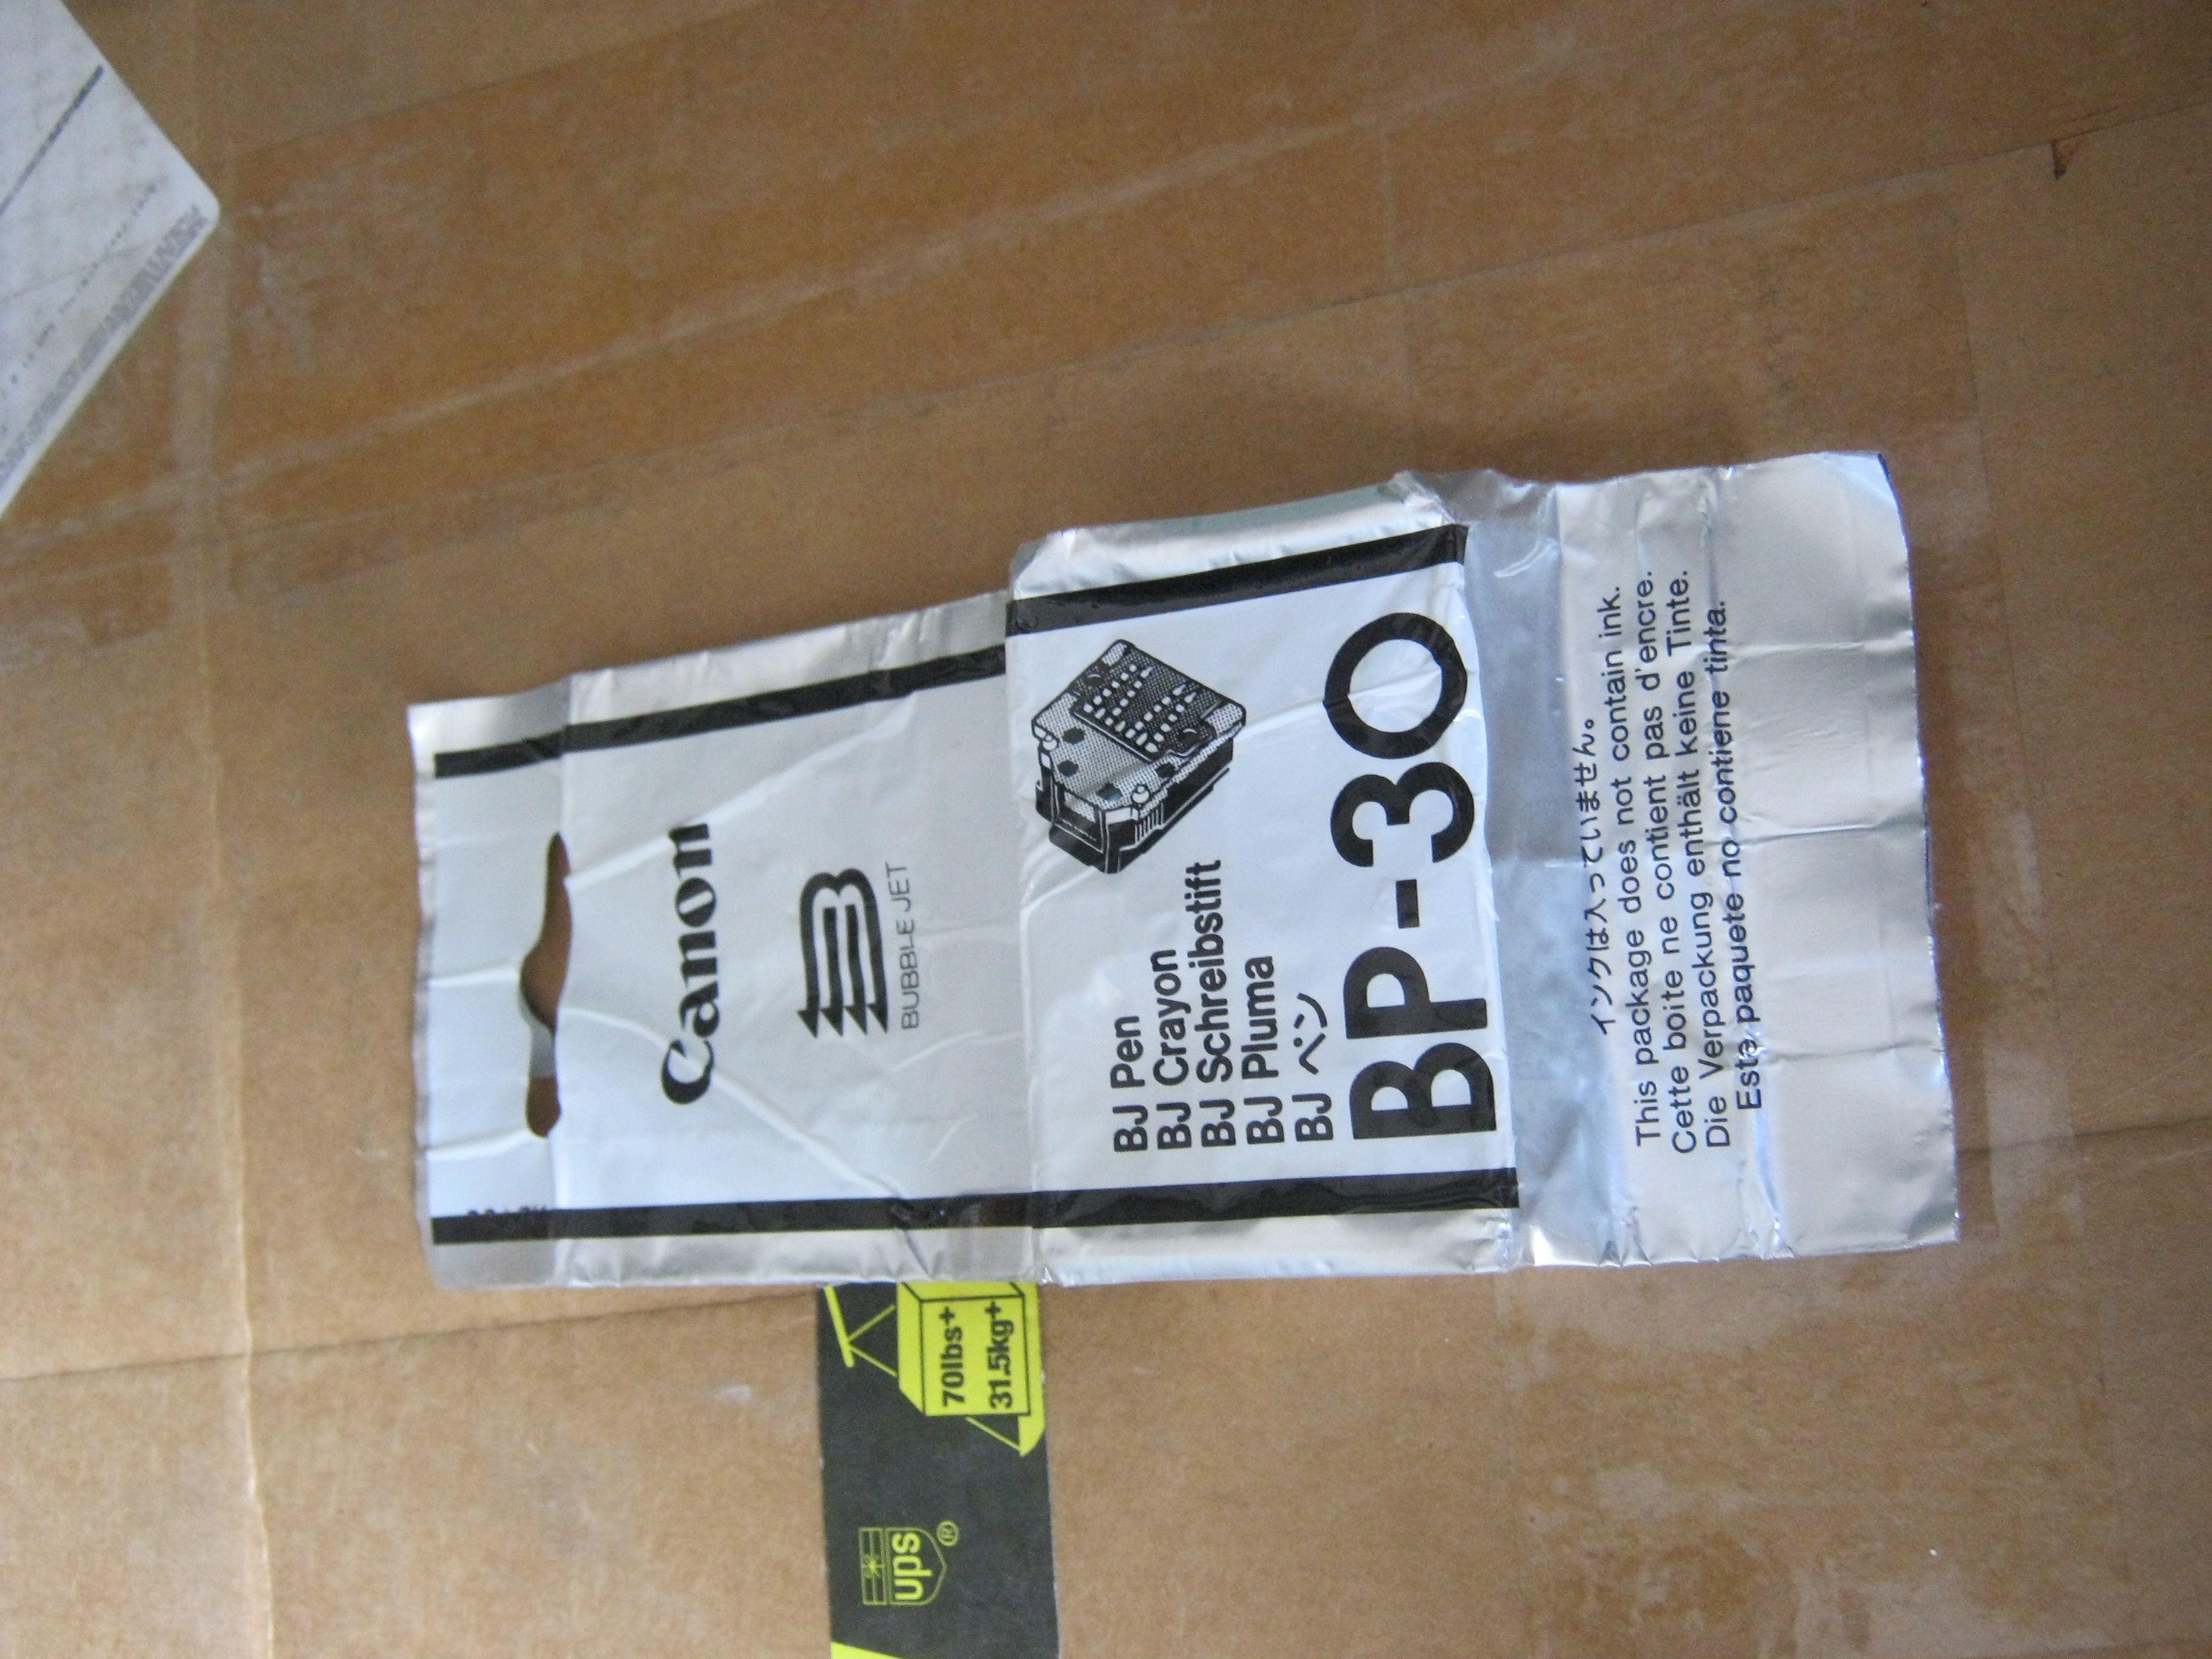 Canon
BUBBLE JET
BJ Pen
BJ Crayon
BJ Schreibstift
BJ Pluma
BJ ペン
BP-30
インクは入っていません。
This package does not contain ink.
Cette boite ne contient pas d'encre.
Die Verpackung enthält keine Tinte.
Este paquete no contiene tinta.
70lbs+
31.5kg+
ups®